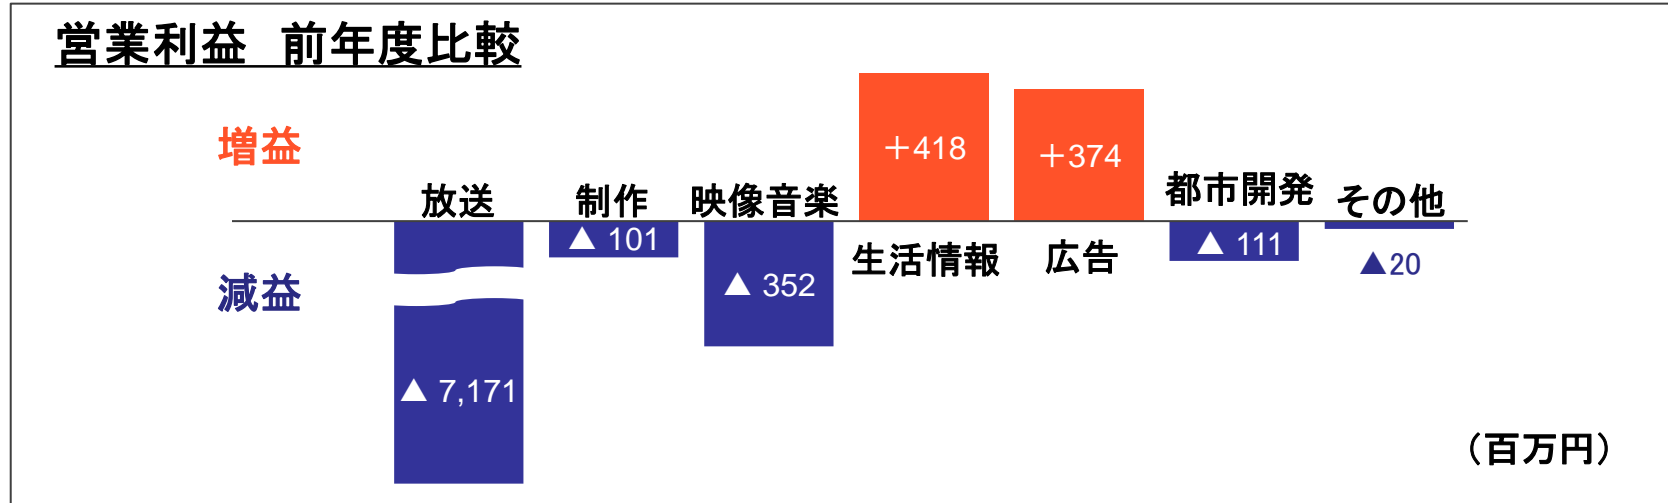 営業利益　前年度比較
増益
＋418
＋374
放送
制作
映像音楽
都市開発
その他
▲ 101
生活情報
広告
▲ 111
▲20
減益
▲ 352
▲ 7,171
（百万円）